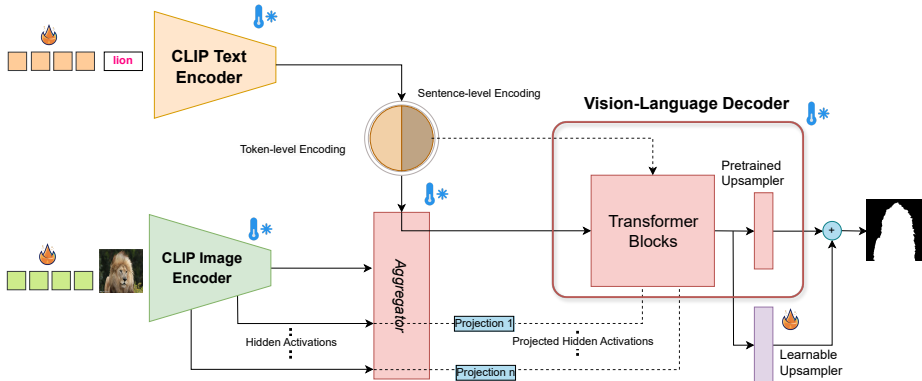 lion
CLIP Text
Encoder
Sentence-level Encoding
Token-level Encoding
Vision-Language Decoder
Pretrained
Upsampler
Transformer
Blocks
+
CLIP Image
Encoder
Aggregator
Hidden Activations
Projection 1
Projected Hidden Activations
Projection n
Learnable
Upsampler